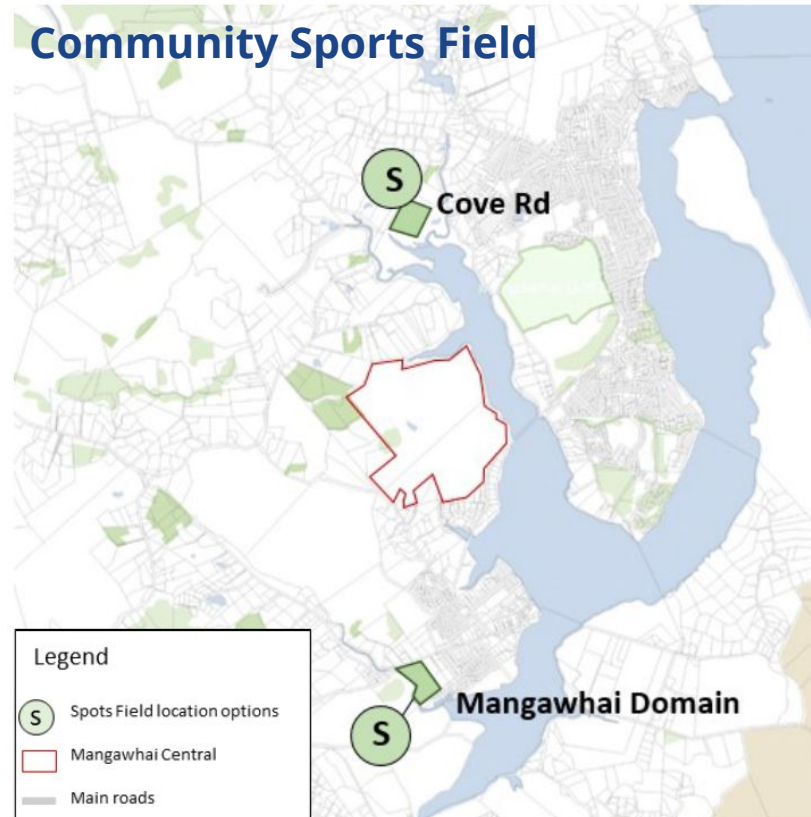 Community Sports Field
S
Cove Rd
Mangawhai Domain
S
Legend
S Spots Field location options
Mangawhai Central
Main roads